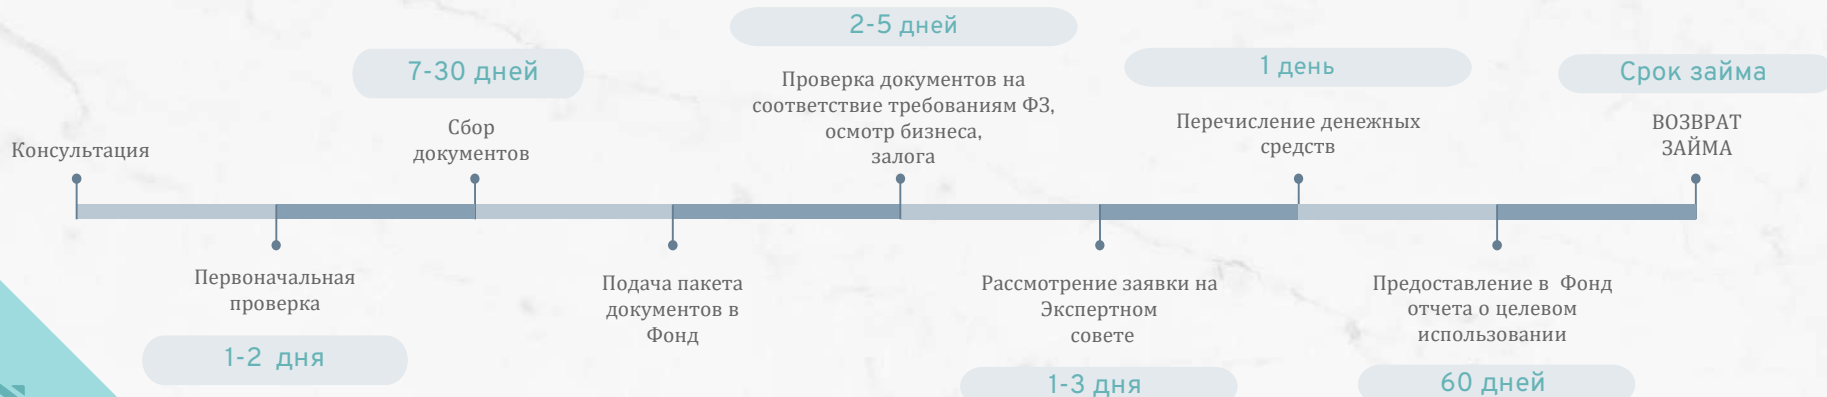 Консультация
Первоначальная
проверка
1-2 дня
7-30 дней
Сбор
документов
Подача пакета
документов в
Фонд
2-5 дней
Проверка документов на
соответствие требованиям ФЗ,
осмотр бизнеса,
залога
Рассмотрение заявки на
Экспертном
совете
1-3 дня
1 день
Перечисление денежных
средств
Предоставление в Фонд
отчета о целевом
использовании
60 дней
Срок займа
ВОЗВРАТ
ЗАЙМА